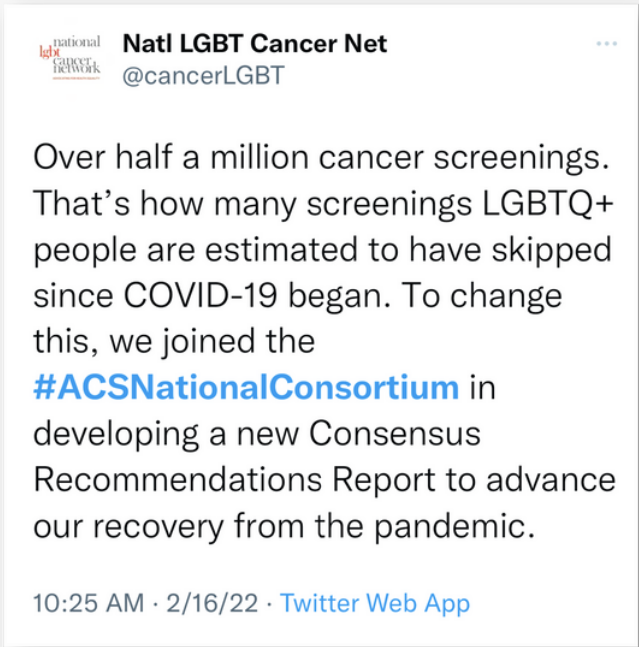 national
lgbt
cancer
network
Natl LGBT Cancer Net
@cancerLGBT
Over half a million cancer screenings.
That’s how many screenings LGBTQ+
people are estimated to have skipped
since COVID-19 began. To change
this, we joined the
#ACSNationalConsortium in
developing a new Consensus
Recommendations Report to advance
our recovery from the pandemic.
10:25 AM · 2/16/22 · Twitter Web App